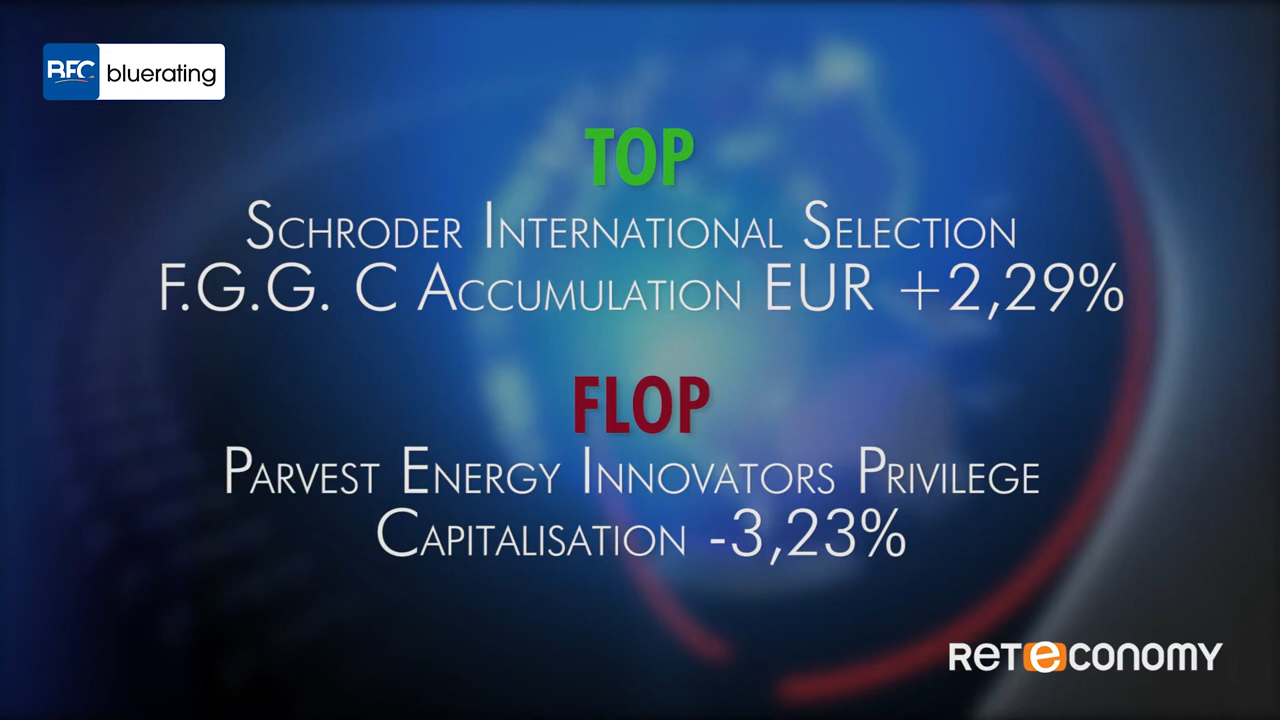 BFC bluerating
TOP
SCHRODER INTERNATIONAL SELECTION
F.G.G. C ACCUMULATION EUR +2,29%
FLOP
PARVEST ENERGY INNOVATORS PRIVILEGE
CAPITALISATION -3,23%
RETeCONOMY